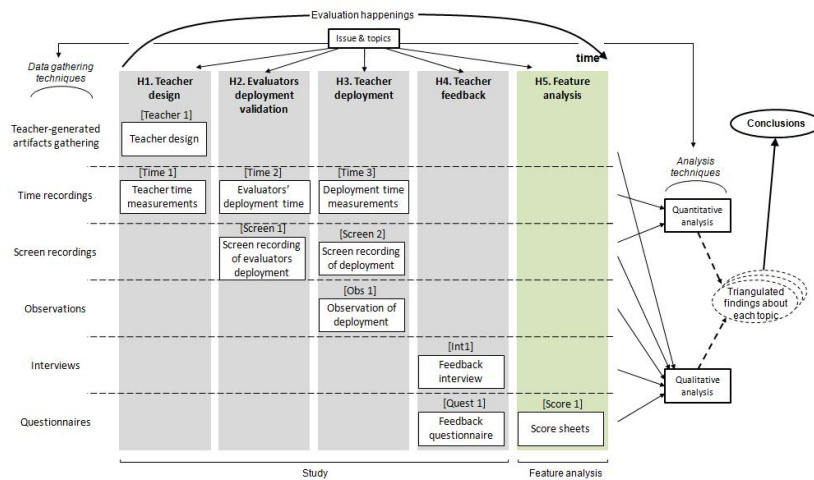 Evaluation happenings
Issue & topics
time
Data gathering
techniques
H1. Teacher
design
H2. Evaluators
deployment
validation
H3. Teacher
deployment
H4. Teacher
feedback
H5. Feature
analysis
Conclusions
Teacher-generated
artifacts gathering
[Teacher 1]
Teacher design
Analysis
techniques
Time recordings
[Time 1]
Teacher time
measurements
[Time 2]
Evaluators'
deployment time
[Time 3]
Deployment time
measurements
Quantitative
analysis
Screen recordings
[Screen 1]
Screen recording
of evaluators
deployment
[Screen 2]
Screen recording
of deployment
Triangulated
findings about
each topic
Observations
[Obs 1]
Observation of
deployment
Interviews
[Int1]
Feedback
interview
Qualitative
analysis
Questionnaires
[Quest 1]
Feedback
questionnaire
[Score 1]
Score sheets
Study
Feature analysis